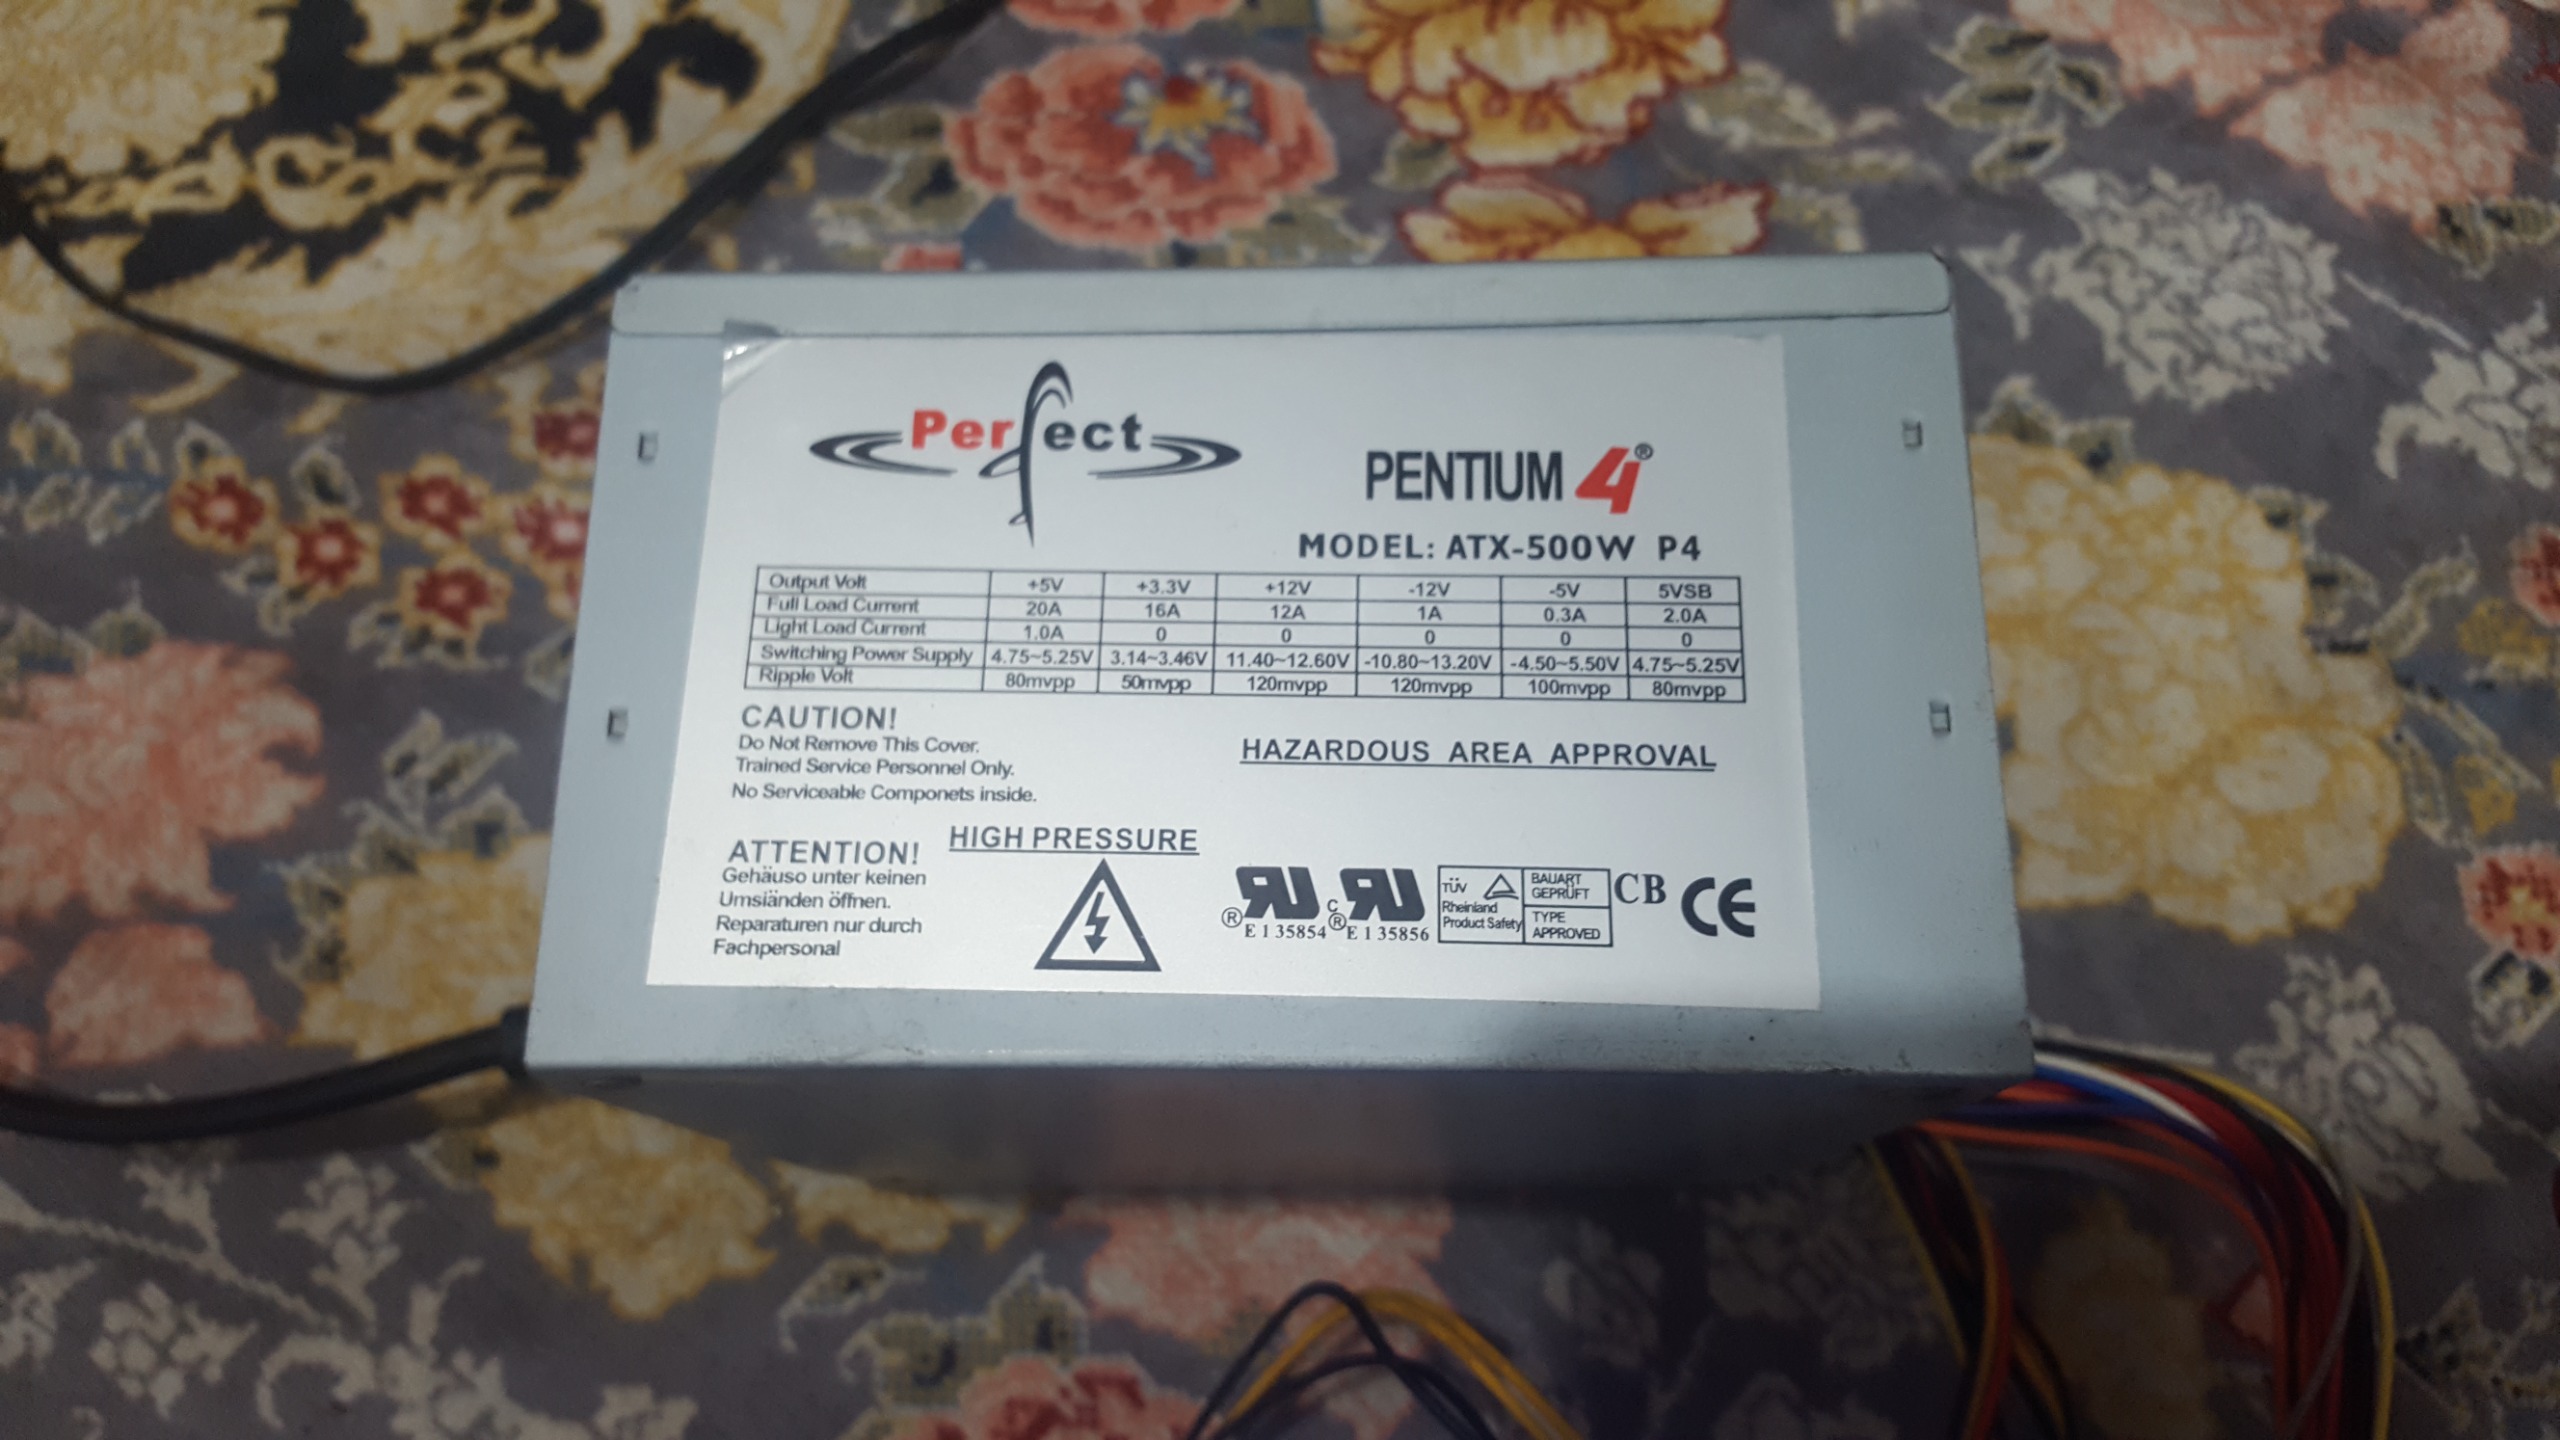 Perfect
PENTIUM 4®
MODEL: ATX-500W P4
Output Volt +5V +3.3V +12V -12V -5V 5VSB
Full Load Current 20A 16A 12A 1A 0.3A 2.0A
Light Load Current 1.0A 0 0 0 0 0
Switching Power Supply 4.75~5.25V 3.14~3.46V 11.40~12.60V -10.80~13.20V -4.50~5.50V 4.75~5.25V
Ripple Volt 80mvpp 50mvpp 120mvpp 120mvpp 100mvpp 80mvpp
CAUTION!
Do Not Remove This Cover.
Trained Service Personnel Only.
No Serviceable Componets inside.
HAZARDOUS AREA APPROVAL
ATTENTION!
Gehäuso unter keinen
Umsländen öffnen.
Reparaturen nur durch
Fachpersonal
HIGH PRESSURE
RU ® E135854
c RU ® E135856
TÜV
Rheinland
Product Safety
BAUART
GEPRÜFT
TYPE
APPROVED
CB
CE